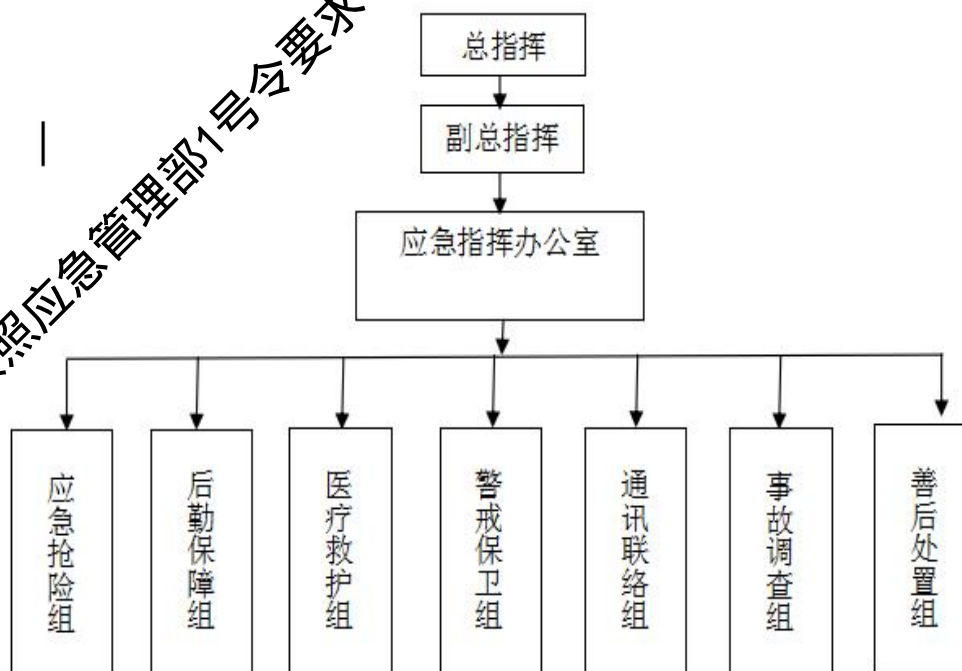 总指挥
副总指挥
应急指挥办公室
应急抢险组
后勤保障组
医疗救护组
警戒保卫组
通讯联络组
事故调查组
善后处置组
照应急管理部1号令要求